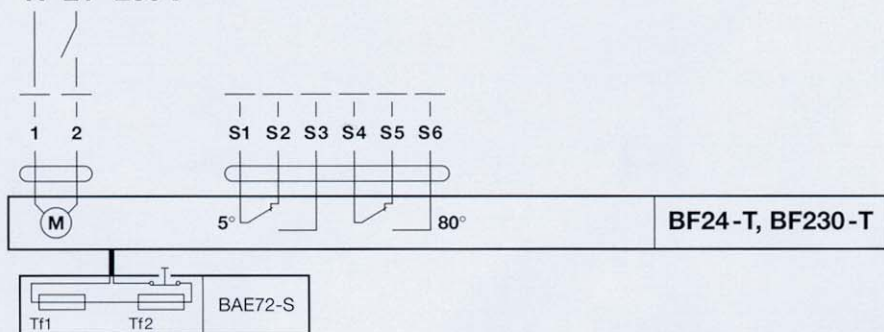 1 2 S1 S2 S3 S4 S5 S6
M 5° 80° BF24-T, BF230-T
BAE72-S
Tf1 Tf2